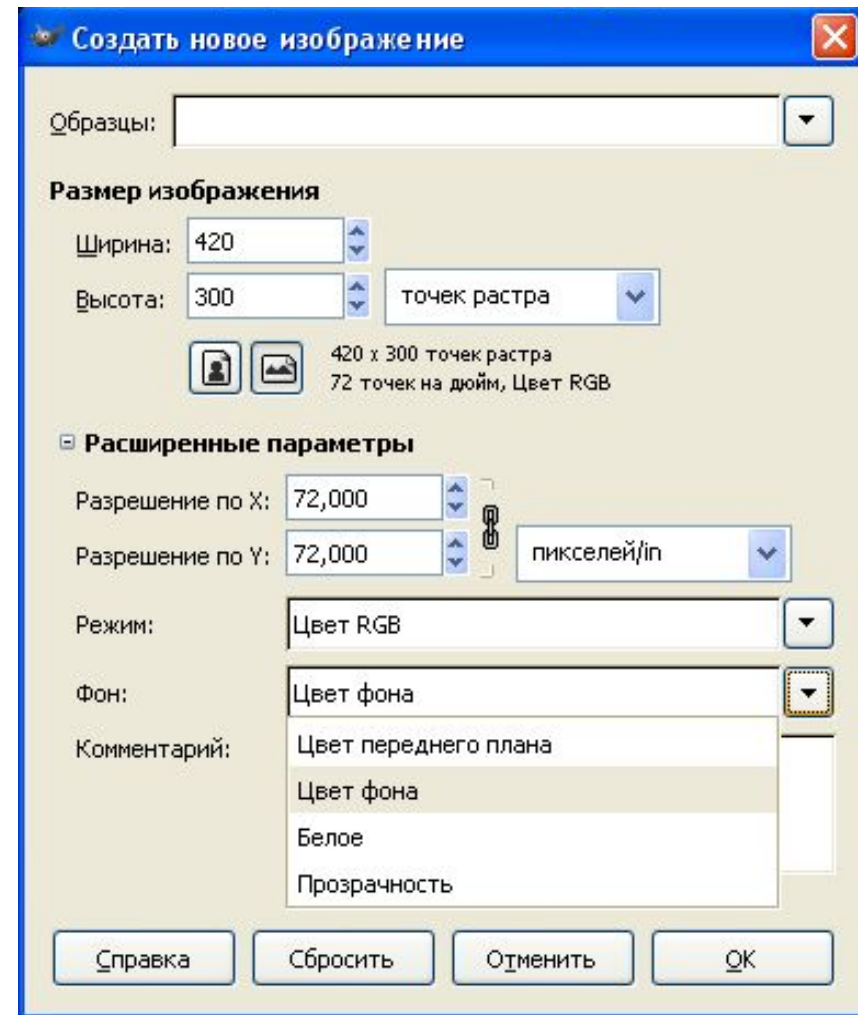 Создать новое изображение
Образцы:
Размер изображения
Ширина: 420
Высота: 300 точек растра
420 x 300 точек растра
72 точек на дюйм, Цвет RGB
Расширенные параметры
Разрешение по X: 72,000
Разрешение по Y: 72,000 пикселей/in
Режим: Цвет RGB
Фон: Цвет фона
Комментарий: Цвет переднего плана
Цвет фона
Белое
Прозрачность
Справка Сбросить Отменить OK